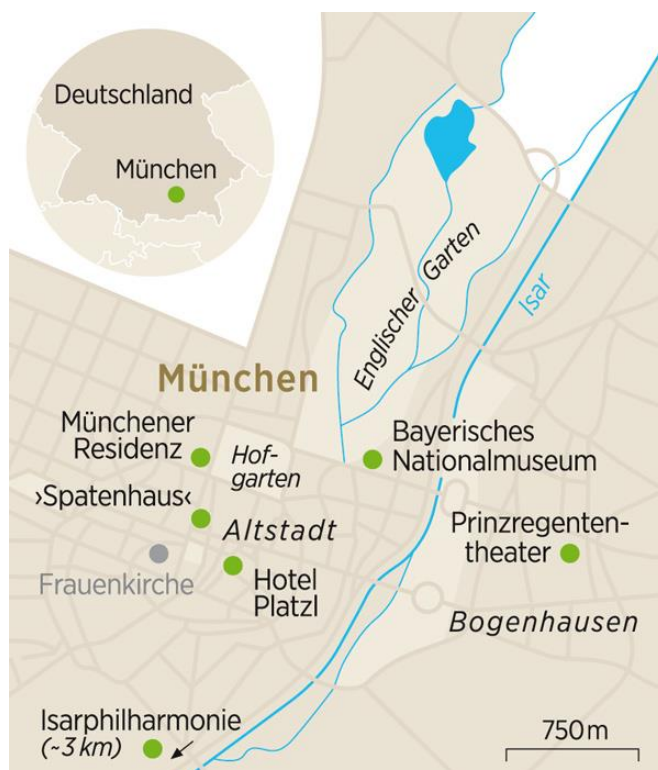 Deutschland
München
Englischer Garten
Isar
München
Münchener
Residenz
Hof-
garten
Bayerisches
Nationalmuseum
›Spatenhaus‹
Altstadt
Prinzregenten-
theater
Frauenkirche
Hotel
Platzl
Bogenhausen
Isarphilharmonie
(~3 km)
750 m